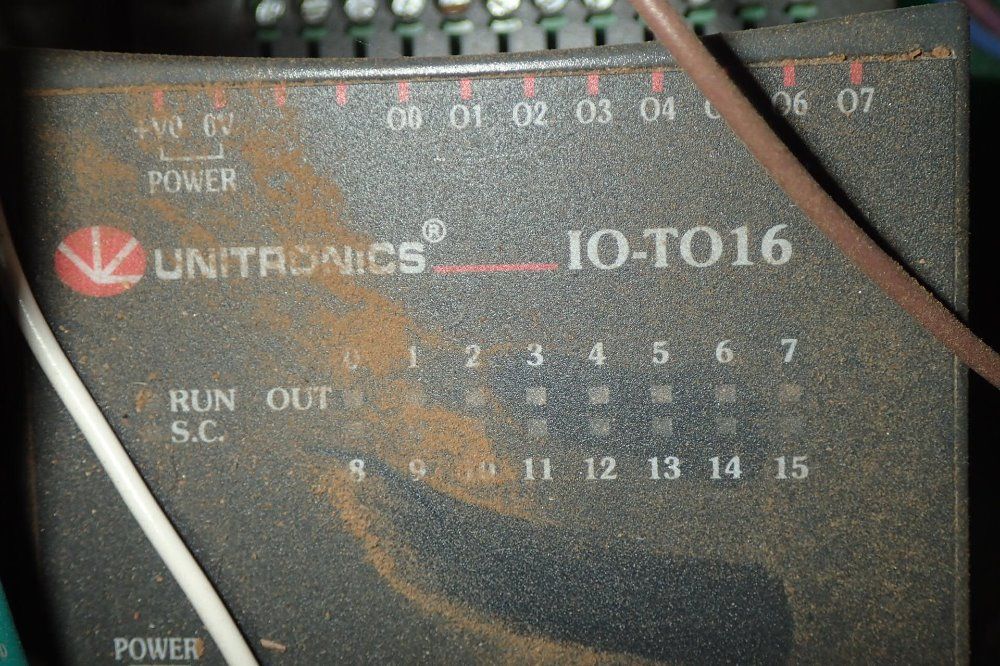 +V0 0V O0 O1 O2 O3 O4 O6 O7
POWER
UNITRONICS® IO-TO16
0 1 2 3 4 5 6 7
RUN OUT
S.C.
8 9 10 11 12 13 14 15
POWER